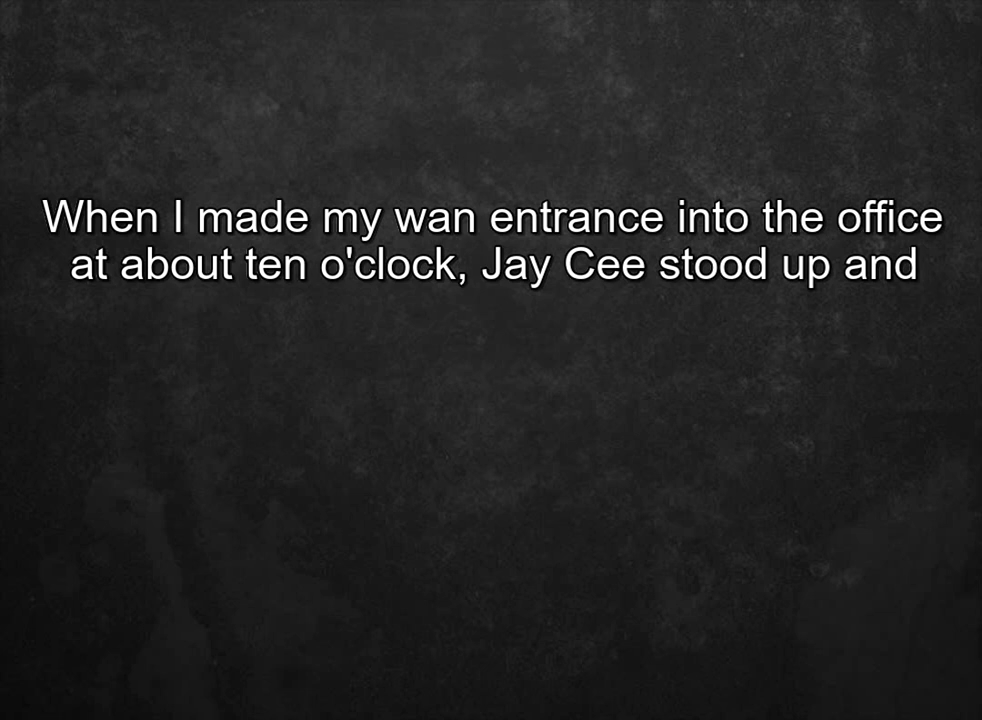 When I made my wan entrance into the office
at about ten o'clock, Jay Cee stood up and